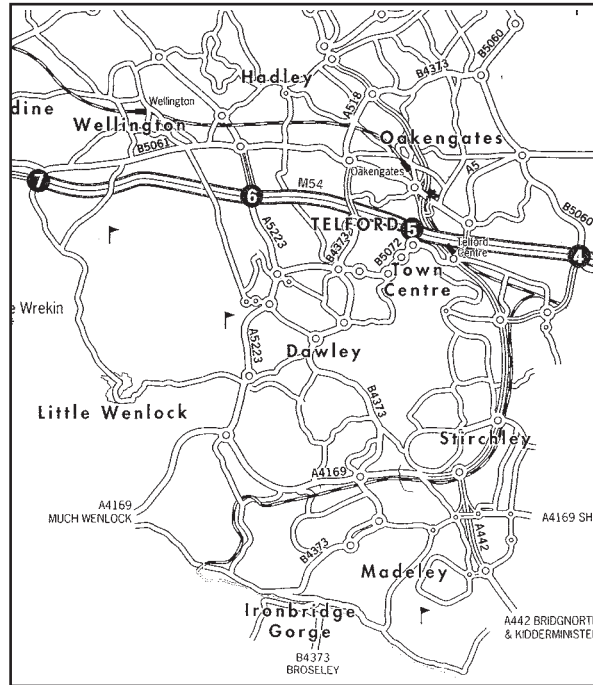 B5060
B4373
Hadley
dine
Wellington
A518
Wellington
Oakengates
B5061
Oakengates
A5
7
M54
6
B5060
TELFORD
5
A5223
B4373
B5072
Telford
Centre
4
Town
Centre
e Wrekin
A5223
Dawley
B4373
Little Wenlock
Stirchley
A4169
A4169
MUCH WENLOCK
A4169 SH
A442
B4373
Madeley
Ironbridge
Gorge
A442 BRIDGNORT
& KIDDERMINISTE
B4373
BROSELEY